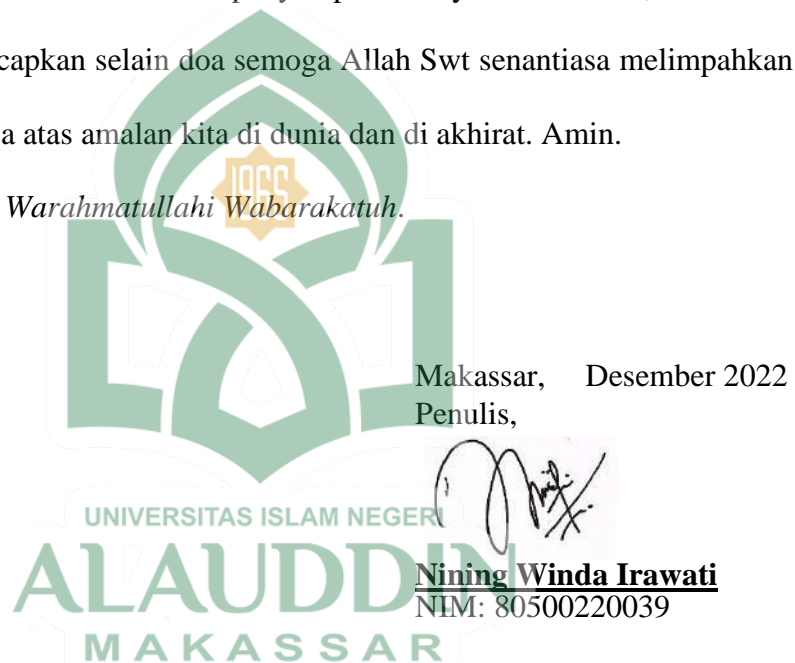 capkan selain doa semoga Allah Swt senantiasa melimpahkan
a atas amalan kita di dunia dan di akhirat. Amin.
1965
Warahmatullahi Wabarakatuh.
Makassar, Desember 2022
Penulis,
UNIVERSITAS ISLAM NEGERI
ALAUDDIN
Nining Winda Irawati
NIM: 80500220039
MAKASSAR